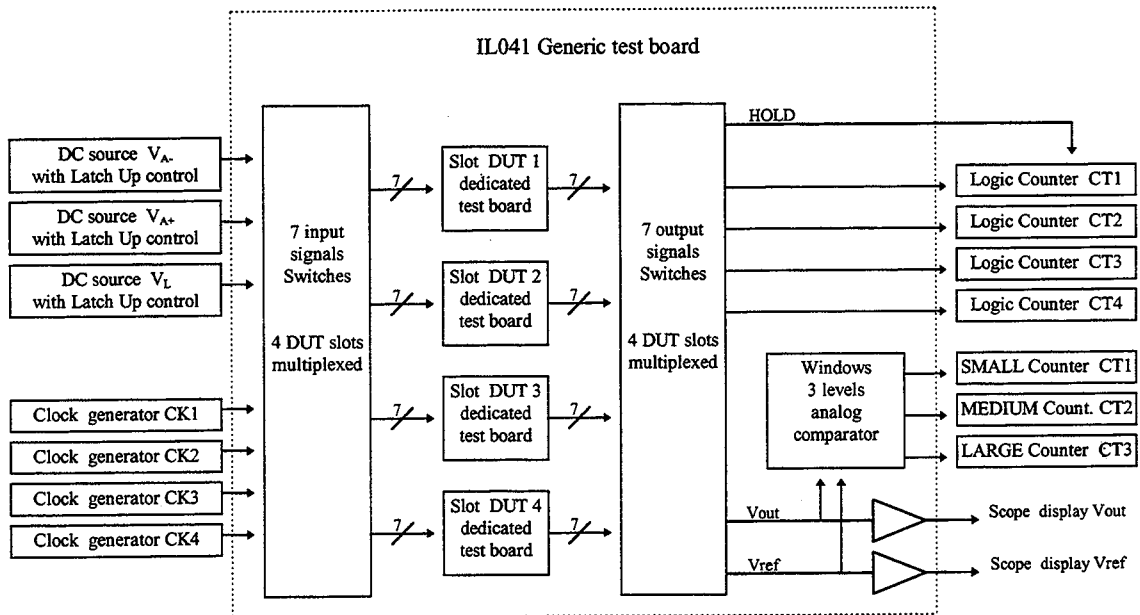 IL041 Generic test board
DC source V_A-
with Latch Up control
DC source V_A+
with Latch Up control
DC source V_L
with Latch Up control
Clock generator CK1
Clock generator CK2
Clock generator CK3
Clock generator CK4
7 input
signals
Switches
4 DUT slots
multiplexed
7
7
7
7
Slot DUT 1
dedicated
test board
Slot DUT 2
dedicated
test board
Slot DUT 3
dedicated
test board
Slot DUT 4
dedicated
test board
7
7
7
7
7 output
signals
Switches
4 DUT slots
multiplexed
HOLD
Logic Counter CT1
Logic Counter CT2
Logic Counter CT3
Logic Counter CT4
Windows
3 levels
analog
comparator
SMALL Counter CT1
MEDIUM Count. CT2
LARGE Counter CT3
Vout
Scope display Vout
Vref
Scope display Vref